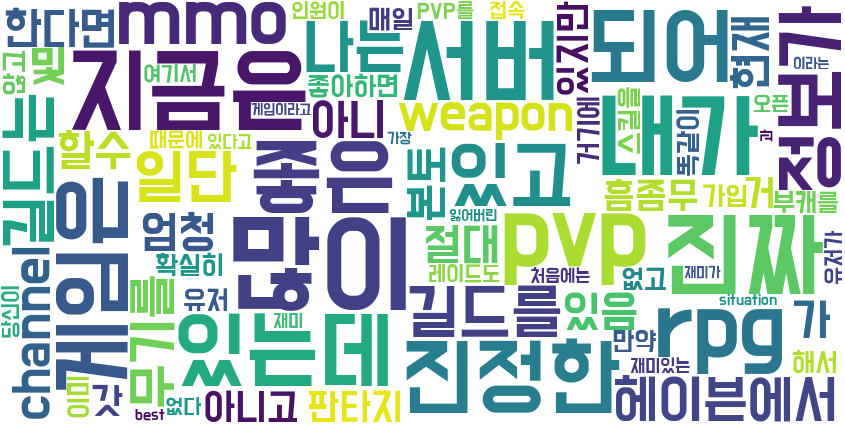 한다면
mmo
인원이
매일
PVP를
접속
나는
서버
되어
현재
정보가
않고
및
여기서
지금은
게임이라고
좋아하면
아니
weapon
있지만
거기에
스킬을
오픈
이라는
똑같이
과
내가
길드는
할수
때문에
있다고
가장
일단
좋은
본토
있고
흠좀무
가입
거
부캐를
게임은
엄청
많이
잃어버린
절대
pvp
진짜
확실히
레이드도
처음에는
없고
재미가
유저가
당신이
channel
기를
유저
있는데
재미
길드를
있음
situation
만약
rpg
가
이미
갓
막
best
없다
아니고
판타지
진정한
재미있는
해서
헤이븐에서